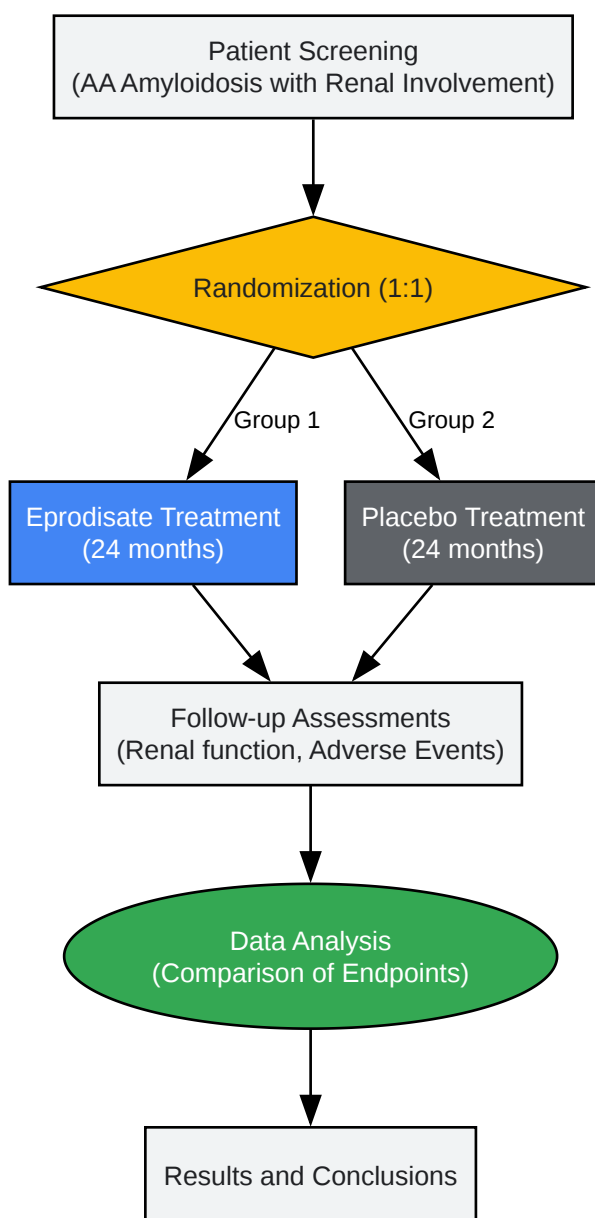 Patient Screening
(AA Amyloidosis with Renal Involvement)
Randomization (1:1)
Group 1
Group 2
Eprodisate Treatment
(24 months)
Placebo Treatment
(24 months)
Follow-up Assessments
(Renal function, Adverse Events)
Data Analysis
(Comparison of Endpoints)
Results and Conclusions